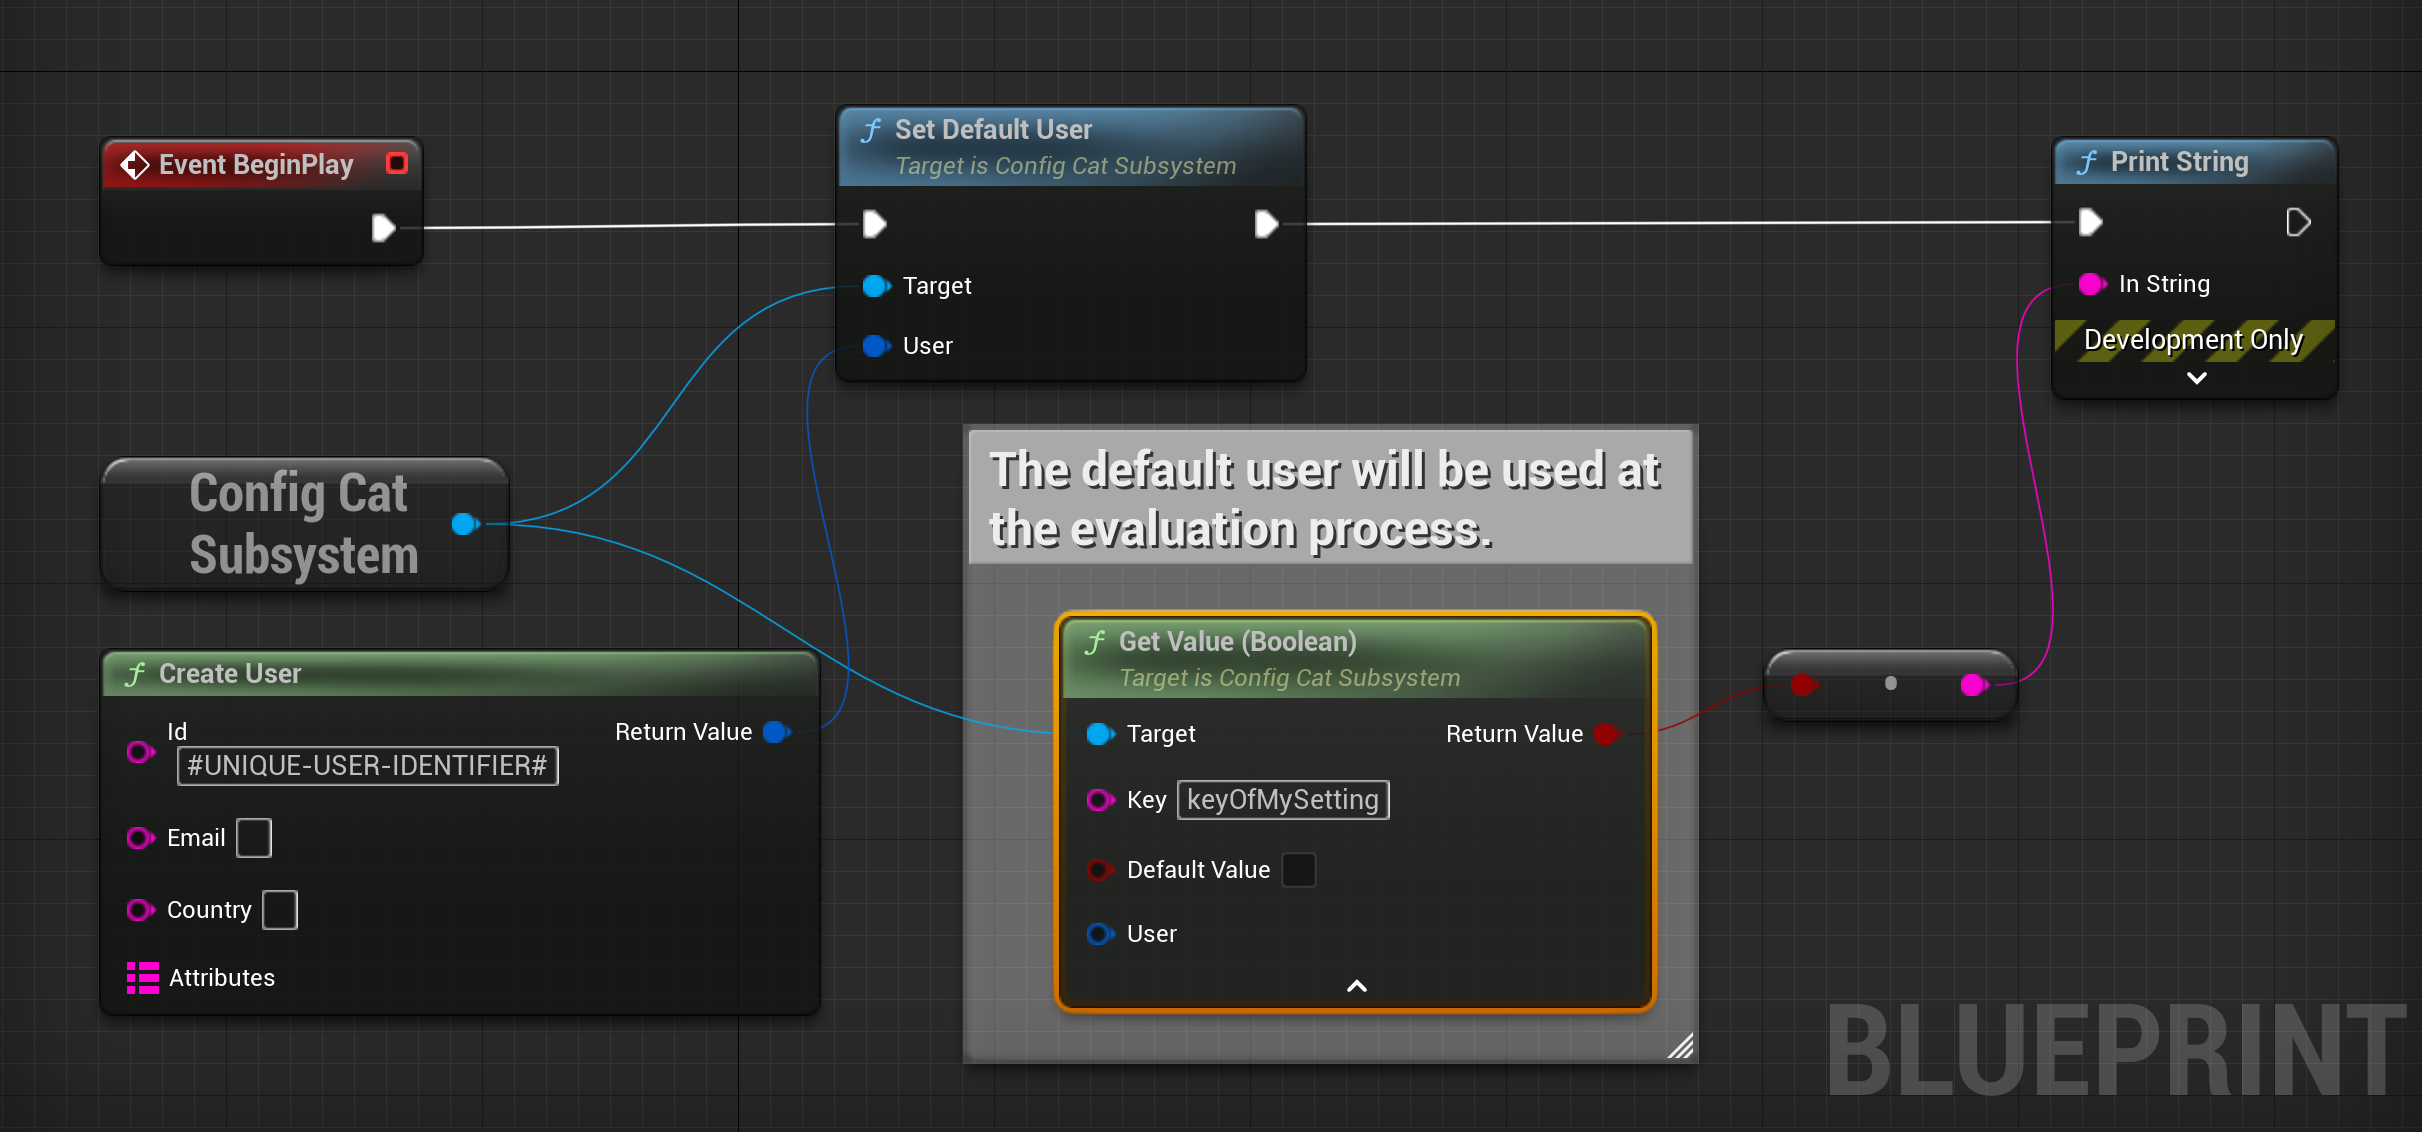 Event BeginPlay
Set Default User
Target is Config Cat Subsystem
Target
User
Print String
In String
Development Only
Config Cat
Subsystem
The default user will be used at
the evaluation process.
Create User
Id
#UNIQUE-USER-IDENTIFIER#
Return Value
Email
Country
Attributes
Get Value (Boolean)
Target is Config Cat Subsystem
Target
Return Value
Key keyOfMySetting
Default Value
User
BLUEPRINT